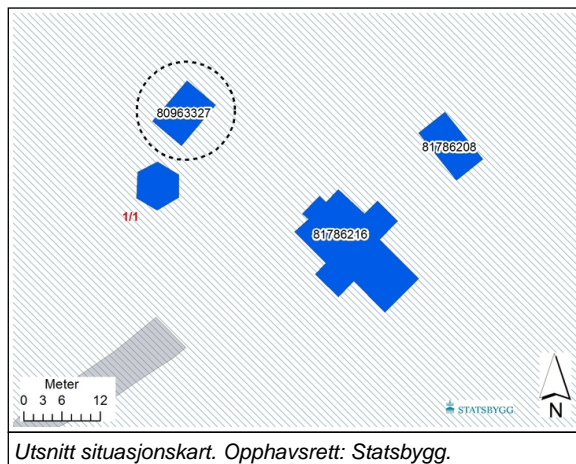 80963327
81786208
1/1
81786216
Meter
0 3 6 12
STATSBYGG
N
Utsnitt situasjonskart. Opphavsrett: Statsbygg.